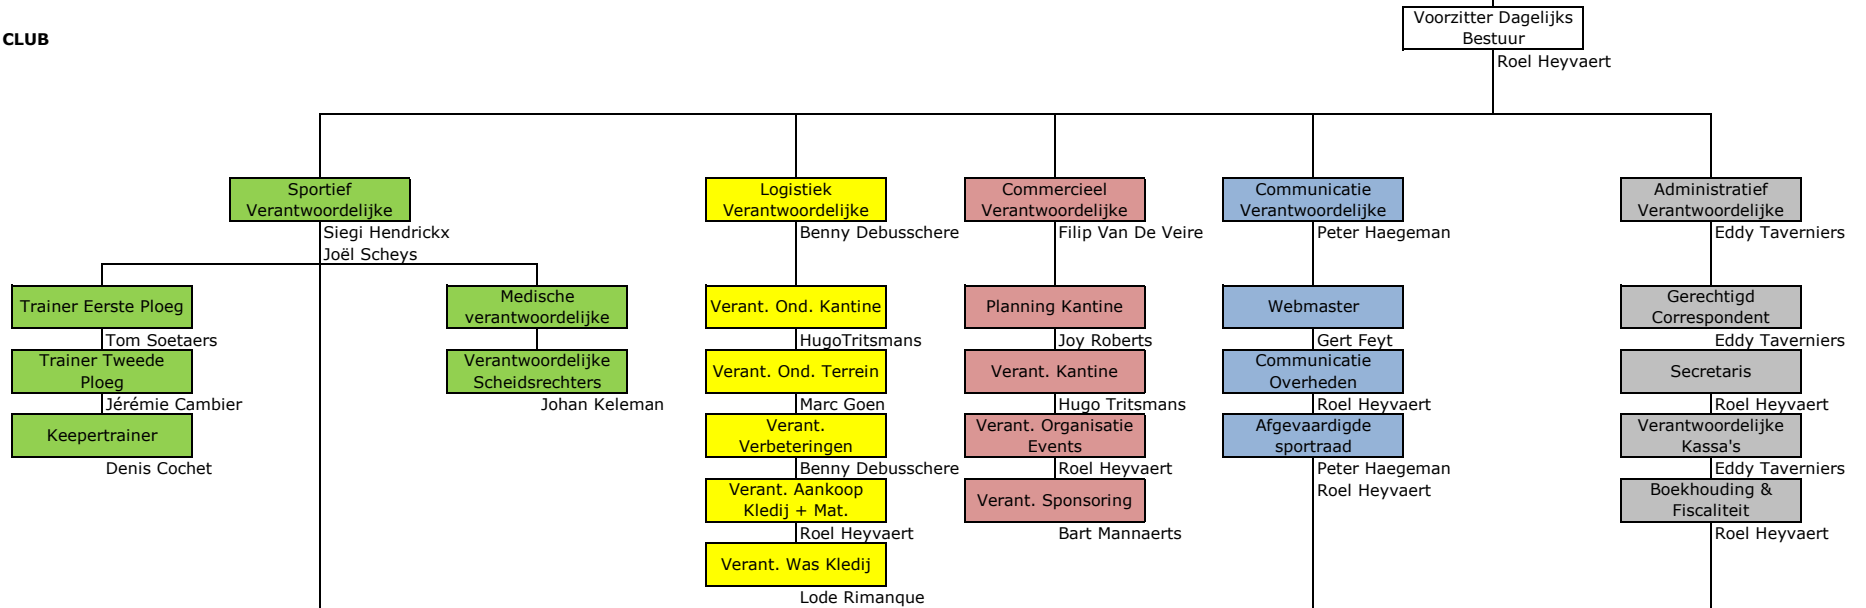 CLUB
Voorzitter Dagelijks
Bestuur
Roel Heyvaert
Sportief
Verantwoordelijke
Siegi Hendrickx
Joël Scheys
Trainer Eerste Ploeg
Tom Soetaers
Trainer Tweede
Ploeg
Jérémie Cambier
Keepertrainer
Denis Cochet
Medische
verantwoordelijke
Verantwoordelijke
Scheidsrechters
Johan Keleman
Logistiek
Verantwoordelijke
Benny Debusschere
Verant. Ond. Kantine
HugoTritsmans
Verant. Ond. Terrein
Marc Goen
Verant.
Verbeteringen
Benny Debusschere
Verant. Aankoop
Kledij + Mat.
Roel Heyvaert
Verant. Was Kledij
Lode Rimanque
Commercieel
Verantwoordelijke
Filip Van De Veire
Planning Kantine
Joy Roberts
Verant. Kantine
Hugo Tritsmans
Verant. Organisatie
Events
Roel Heyvaert
Verant. Sponsoring
Bart Mannaerts
Communicatie
Verantwoordelijke
Peter Haegeman
Webmaster
Gert Feyt
Communicatie
Overheden
Roel Heyvaert
Afgevaardigde
sportraad
Peter Haegeman
Roel Heyvaert
Administratief
Verantwoordelijke
Eddy Taverniers
Gerechtigd
Correspondent
Eddy Taverniers
Secretaris
Roel Heyvaert
Verantwoordelijke
Kassa's
Eddy Taverniers
Boekhouding &
Fiscaliteit
Roel Heyvaert